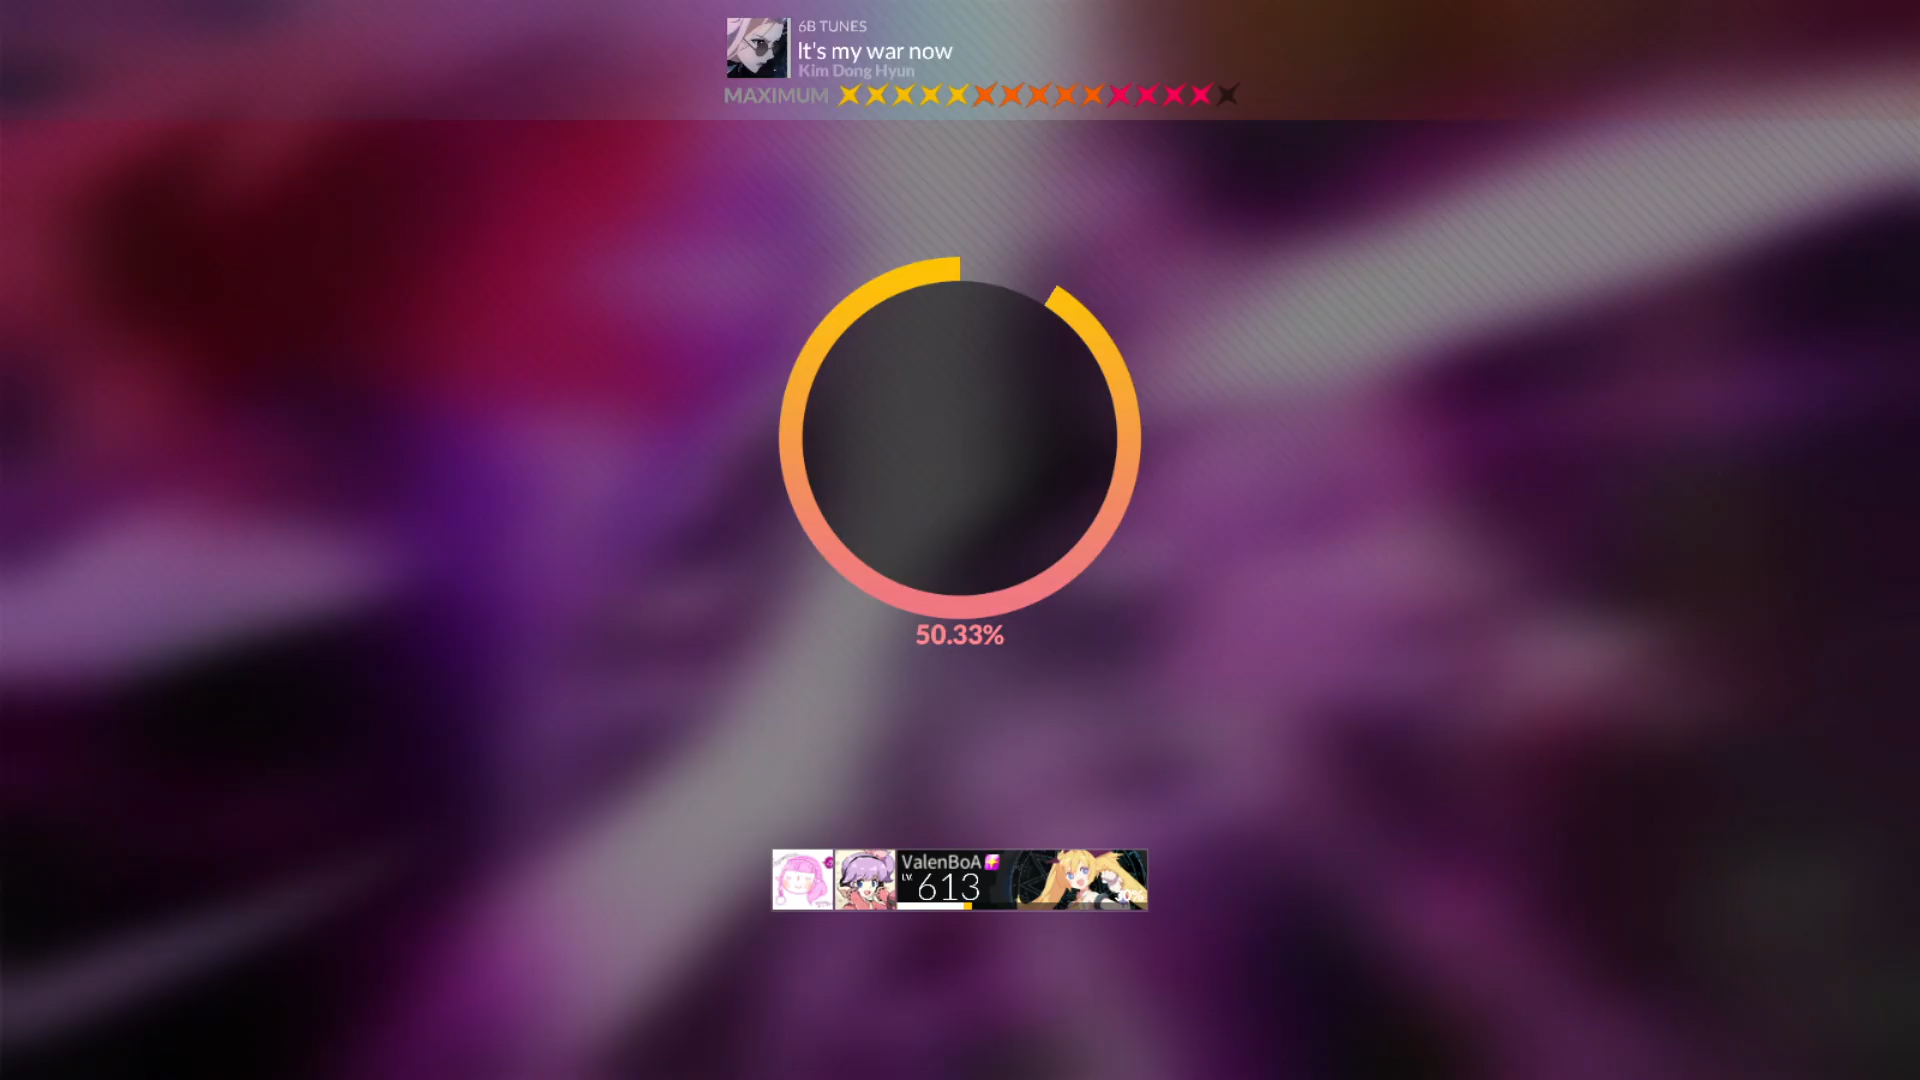 6B TUNES
It's my war now
Kim Dong Hyun
MAXIMUM
50.33%
ValenBoA
LV. 613